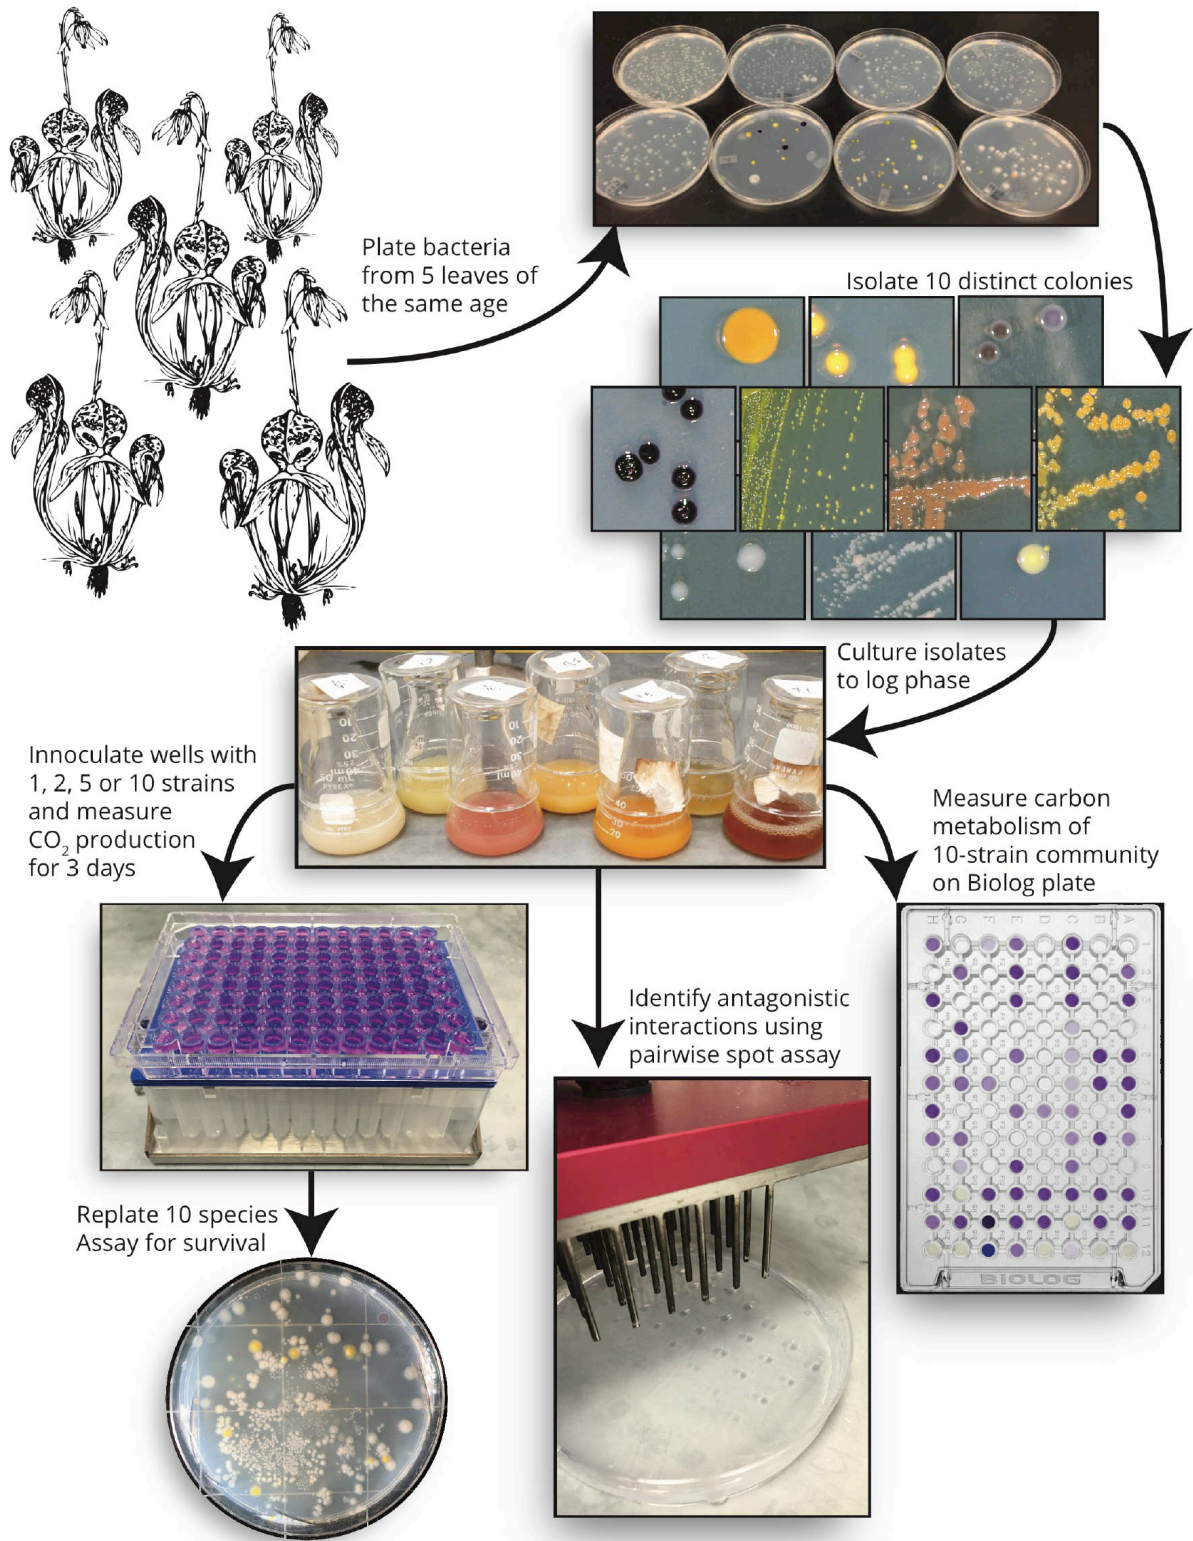 Plate bacteria
from 5 leaves of
the same age
Isolate 10 distinct colonies
Culture isolates
to log phase
Innoculate wells with
1, 2, 5 or 10 strains
and measure
CO₂ production
for 3 days
Measure carbon
metabolism of
10-strain community
on Biolog plate
Identify antagonistic
interactions using
pairwise spot assay
Replate 10 species
Assay for survival
H G F E D C B A
BIOLOG